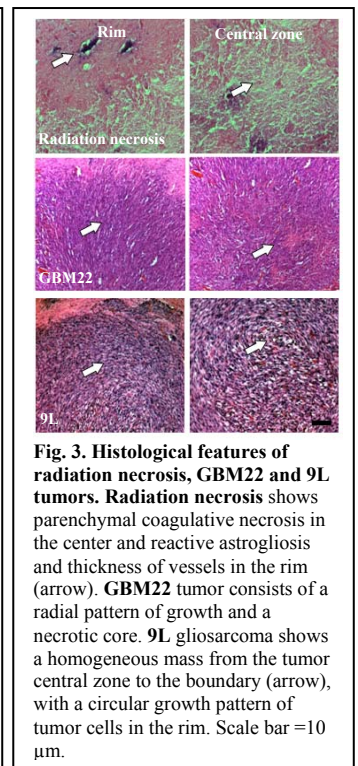 Rim
Central zone
Radiation necrosis
GBM22
9L
Fig. 3. Histological features of
radiation necrosis, GBM22 and 9L
tumors. Radiation necrosis shows
parenchymal coagulative necrosis in
the center and reactive astrogliosis
and thickness of vessels in the rim
(arrow). GBM22 tumor consists of a
radial pattern of growth and a
necrotic core. 9L gliosarcoma shows
a homogeneous mass from the tumor
central zone to the boundary (arrow),
with a circular growth pattern of
tumor cells in the rim. Scale bar =10
µm.